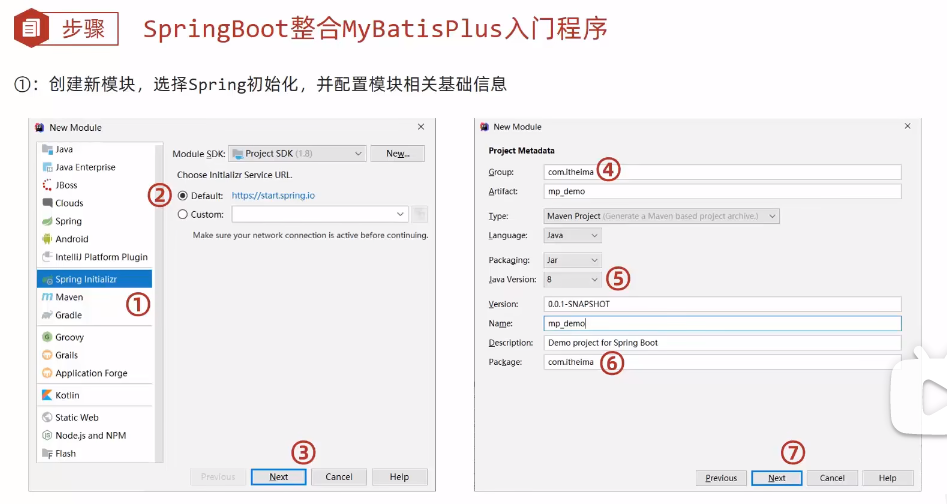 步骤 SpringBoot整合MyBatisPlus入门程序
①：创建新模块，选择Spring初始化，并配置模块相关基础信息
New Module
Java
Java Enterprise
JBoss
Clouds
Spring
Android
IntelliJ Platform Plugin
Spring Initializr
①
Maven
Gradle
Groovy
Grails
Application Forge
Kotlin
Static Web
Node.js and NPM
Flash
Module SDK: Project SDK (1.8) New...
Choose Initializr Service URL.
② Default: https://start.spring.io
Custom:
Make sure your network connection is active before continuing.
③
Previous Next Cancel Help
New Module
Project Metadata
Group: com.itheima ④
Artifact: mp_demo
Type: Maven Project (Generate a Maven based project archive.)
Language: Java
Packaging: Jar
Java Version: 8 ⑤
Version: 0.0.1-SNAPSHOT
Name: mp_demo
Description: Demo project for Spring Boot
Package: com.itheima ⑥
⑦
Previous Next Cancel Help